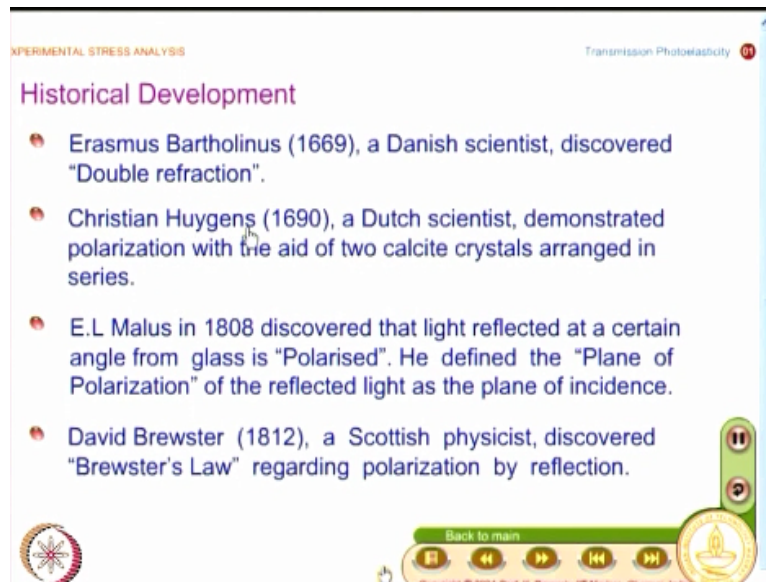 XPERIMENTAL STRESS ANALYSIS
Transmission Photoelasticity 01
Historical Development
Erasmus Bartholinus (1669), a Danish scientist, discovered
“Double refraction”.
Christian Huygens (1690), a Dutch scientist, demonstrated
polarization with the aid of two calcite crystals arranged in
series.
E.L Malus in 1808 discovered that light reflected at a certain
angle from glass is “Polarised”. He defined the “Plane of
Polarization” of the reflected light as the plane of incidence.
David Brewster (1812), a Scottish physicist, discovered
“Brewster’s Law” regarding polarization by reflection.
Back to main